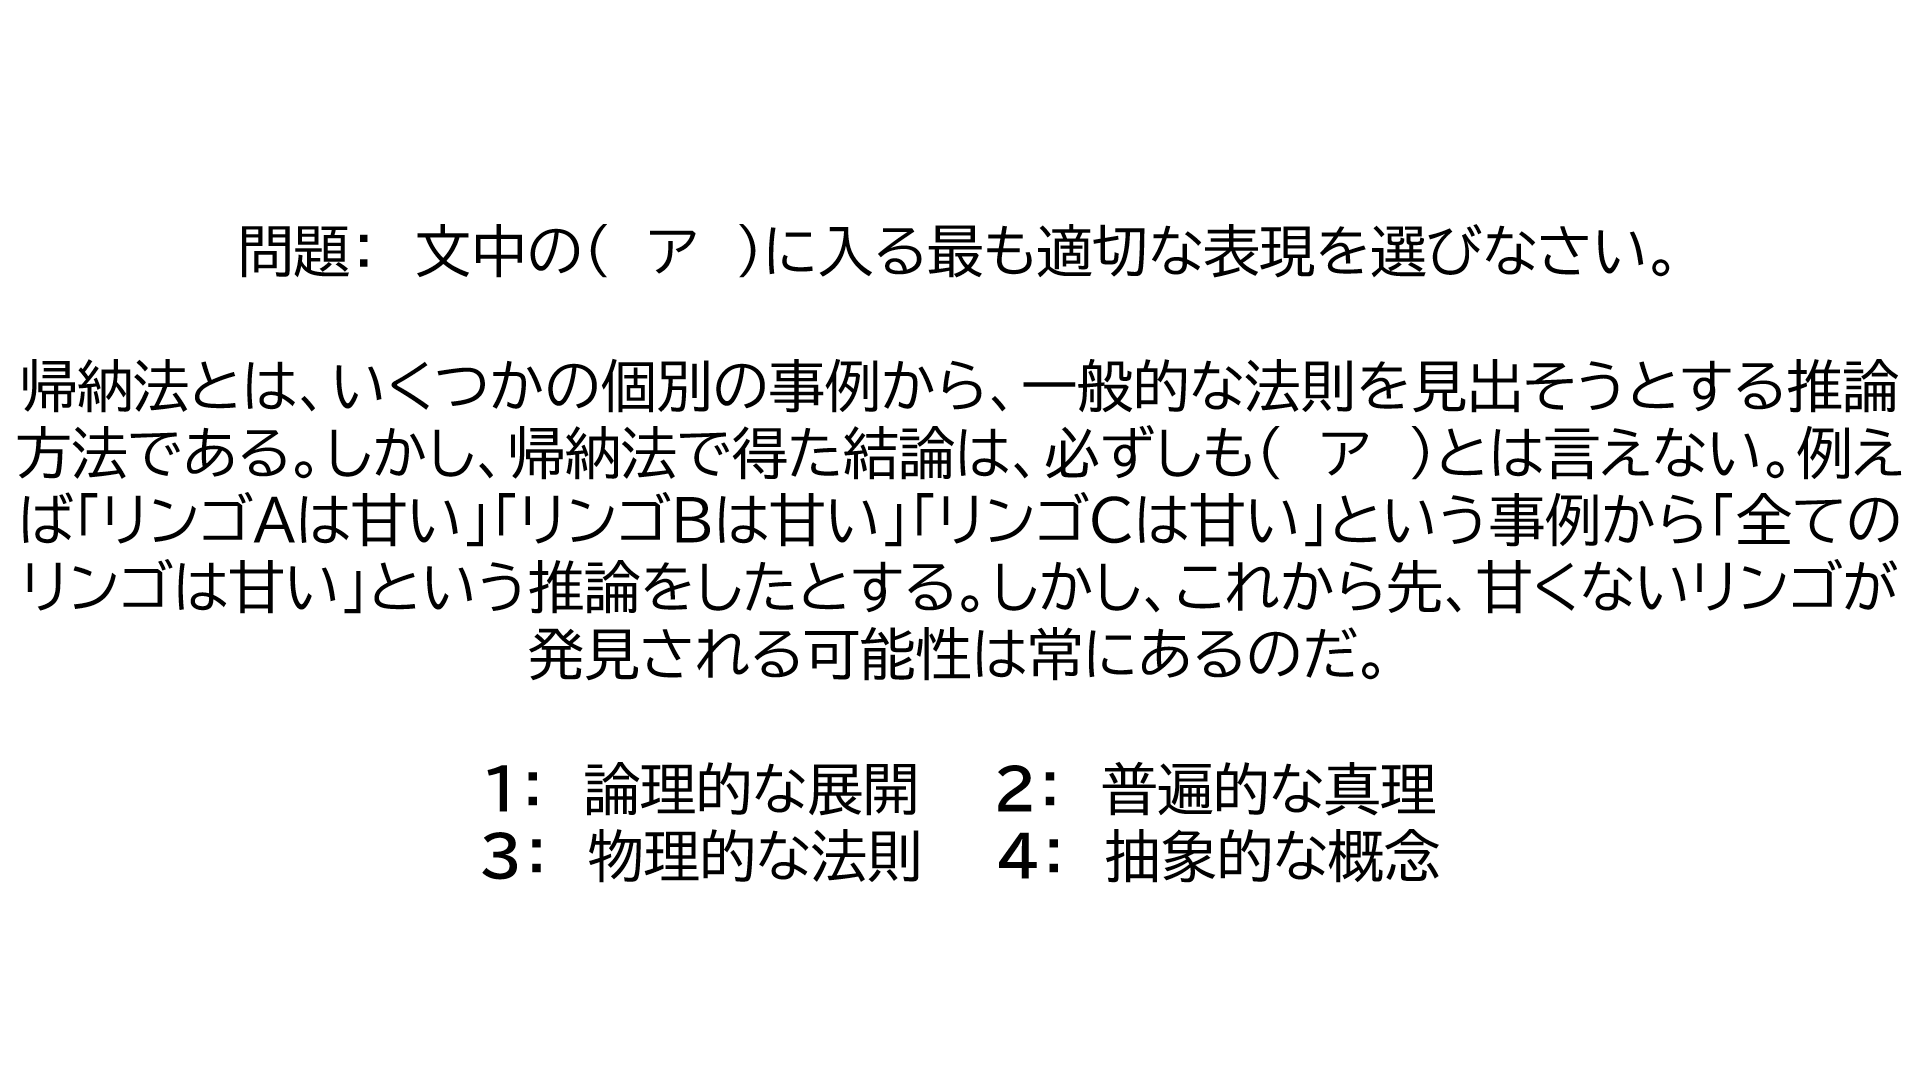 問題：　文中の（　ア　）に入る最も適切な表現を選びなさい。
帰納法とは、いくつかの個別の事例から、一般的な法則を見出そうとする推論
方法である。しかし、帰納法で得た結論は、必ずしも（　ア　）とは言えない。例え
ば「リンゴAは甘い」「リンゴBは甘い」「リンゴCは甘い」という事例から「全ての
リンゴは甘い」という推論をしたとする。しかし、これから先、甘くないリンゴが
発見される可能性は常にあるのだ。
1：　論理的な展開　2：　普遍的な真理
3：　物理的な法則　4：　抽象的な概念